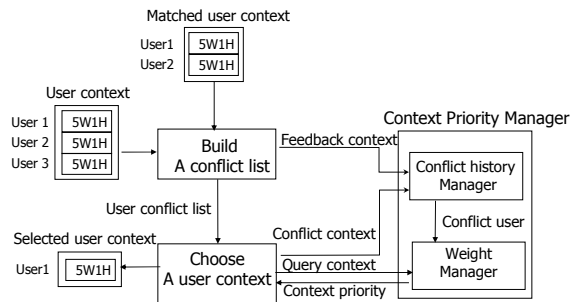 Matched user context
User1 5W1H
User2 5W1H
User context
User 1 5W1H
User 2 5W1H
User 3 5W1H
Build
A conflict list
Feedback context
Context Priority Manager
Conflict history
Manager
User conflict list
Conflict context
Conflict user
Selected user context
User1 5W1H
Choose
A user context
Query context
Context priority
Weight
Manager